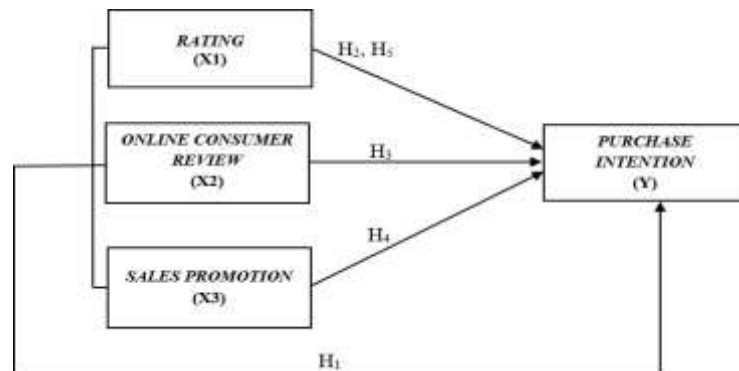 RATING
(X1)
H₂, H₅
ONLINE CONSUMER
REVIEW
(X2)
H₃
PURCHASE
INTENTION
(Y)
H₄
SALES PROMOTION
(X3)
H₁